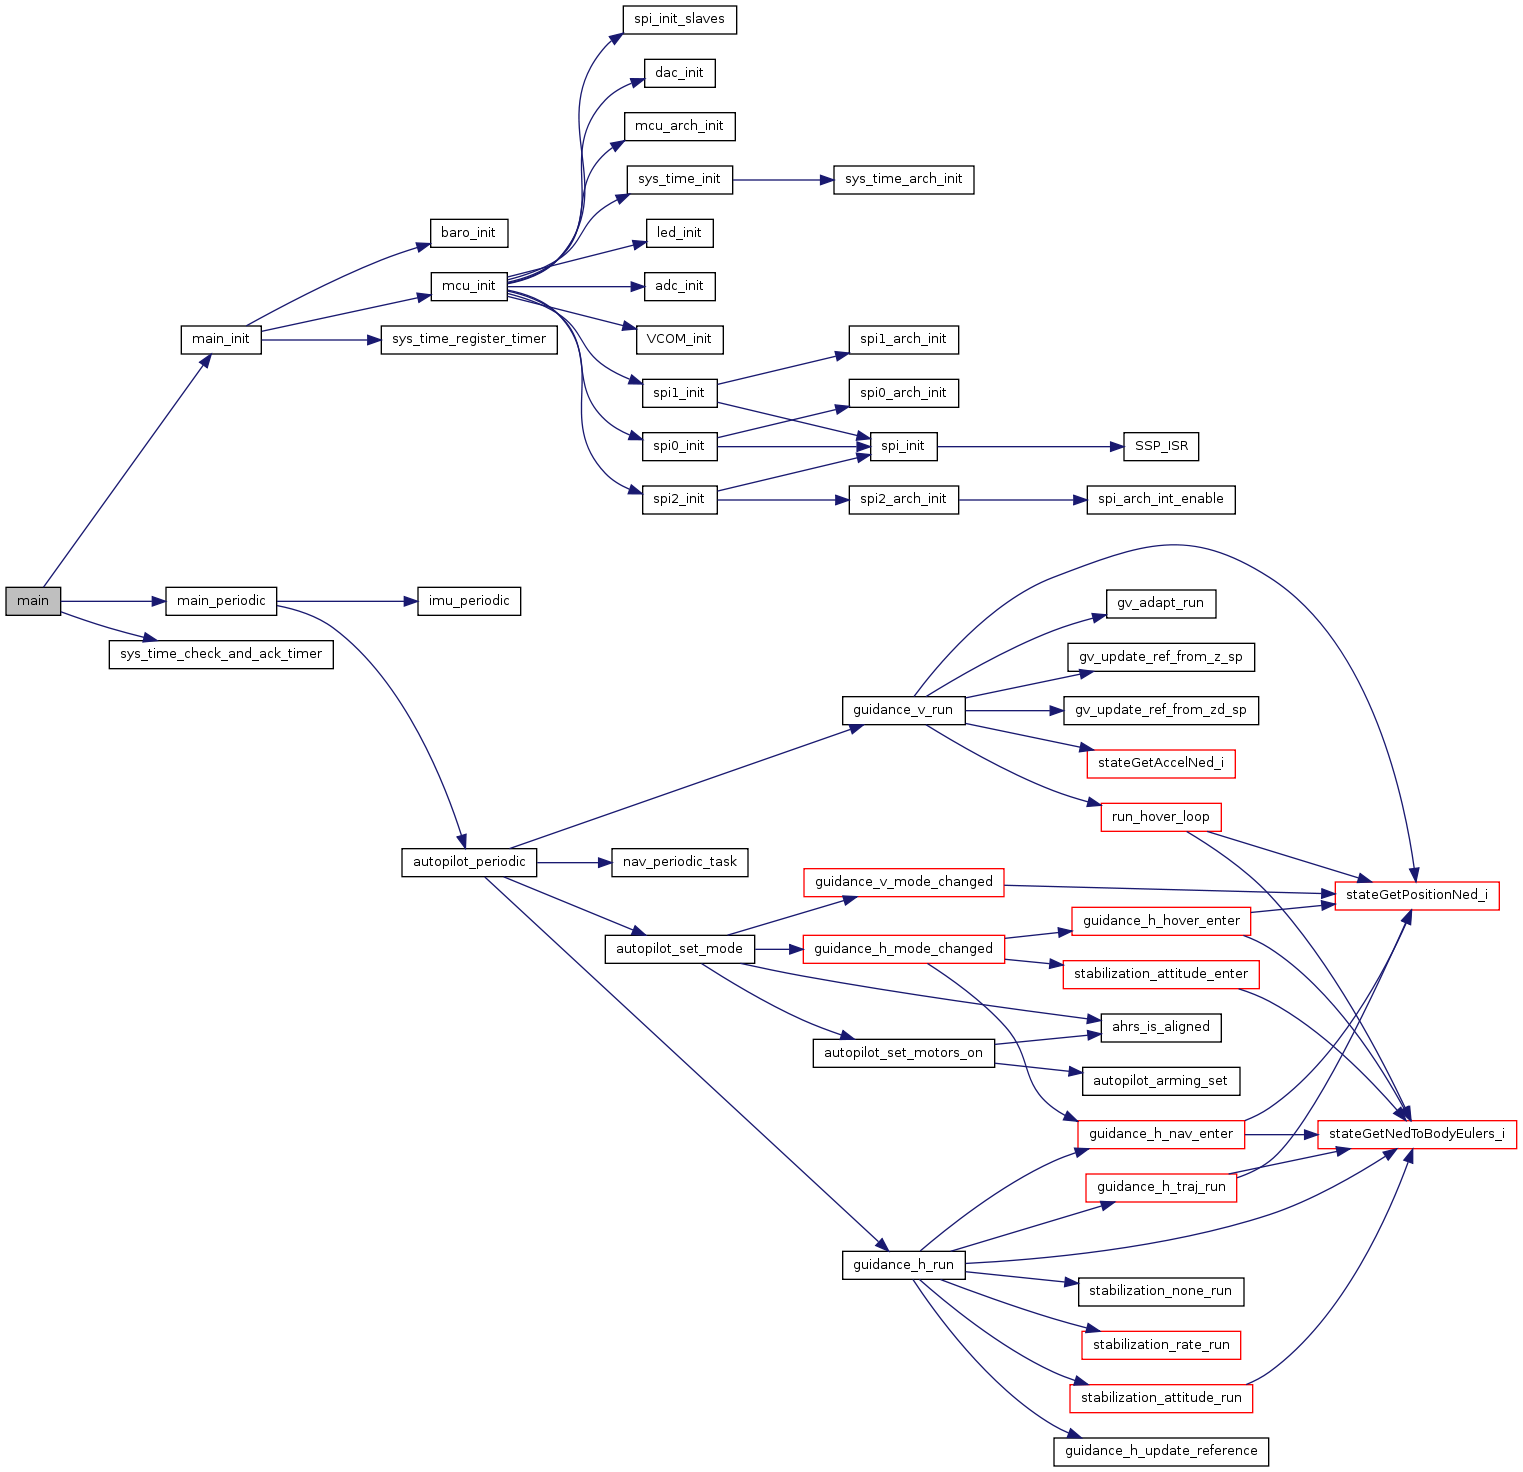 spi_init_slaves
dac_init
mcu_arch_init
sys_time_init
sys_time_arch_init
baro_init
led_init
mcu_init
adc_init
main_init
sys_time_register_timer
VCOM_init
spi1_arch_init
spi1_init
spi0_arch_init
spi0_init
spi_init
SSP_ISR
spi2_init
spi2_arch_init
spi_arch_int_enable
main
main_periodic
imu_periodic
gv_adapt_run
sys_time_check_and_ack_timer
gv_update_ref_from_z_sp
guidance_v_run
gv_update_ref_from_zd_sp
stateGetAccelNed_i
run_hover_loop
autopilot_periodic
nav_periodic_task
guidance_v_mode_changed
stateGetPositionNed_i
guidance_h_hover_enter
autopilot_set_mode
guidance_h_mode_changed
stabilization_attitude_enter
ahrs_is_aligned
autopilot_set_motors_on
autopilot_arming_set
guidance_h_nav_enter
stateGetNedToBodyEulers_i
guidance_h_traj_run
guidance_h_run
stabilization_none_run
stabilization_rate_run
stabilization_attitude_run
guidance_h_update_reference